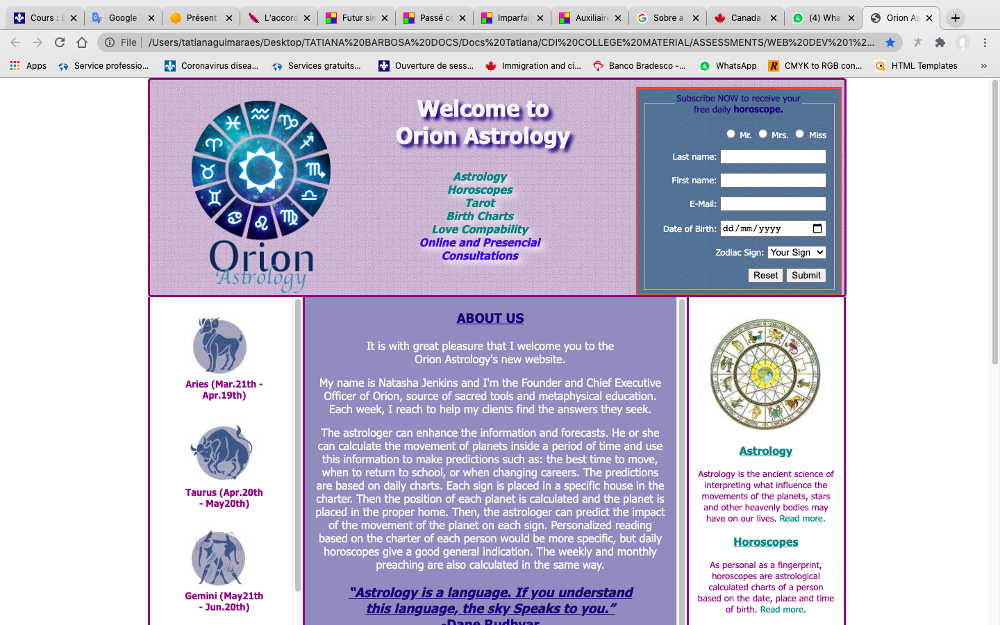 Cours : B
Google T
Présent
L'accord
Futur sin
Passé co
Imparfait
Auxiliaire
Sobre a
Canada
(4) What
Orion As
File
/Users/tatianaguimaraes/Desktop/TATIANA%20BARBOSA%20DOCS/Docs%20Tatiana/CDI%20COLLEGE%20MATERIAL/ASSESSMENTS/WEB%20DEV%201%2...
Apps
Service professio...
Coronavirus disea...
Services gratuits...
Ouverture de sess...
Immigration and ci...
Banco Bradesco -...
WhatsApp
CMYK to RGB con...
HTML Templates
»
Orion
Astrology
Welcome to
Orion Astrology
Astrology
Horoscopes
Tarot
Birth Charts
Love Compability
Online and Presencial
Consultations
Subscribe NOW to receive your
free daily horoscope.
Mr. Mrs. Miss
Last name:
First name:
E-Mail:
Date of Birth: dd/mm/yyyy
Zodiac Sign: Your Sign
Reset Submit
Aries (Mar.21th -
Apr.19th)
Taurus (Apr.20th
- May20th)
Gemini (May21th
- Jun.20th)
ABOUT US
It is with great pleasure that I welcome you to the
Orion Astrology's new website.
My name is Natasha Jenkins and I'm the Founder and Chief Executive
Officer of Orion, source of sacred tools and metaphysical education.
Each week, I reach to help my clients find the answers they seek.
The astrologer can enhance the information and forecasts. He or she
can calculate the movement of planets inside a period of time and use
this information to make predictions such as: the best time to move,
when to return to school, or when changing careers. The predictions
are based on daily charts. Each sign is placed in a specific house in the
charter. Then the position of each planet is calculated and the planet is
placed in the proper home. Then, the astrologer can predict the impact
of the movement of the planet on each sign. Personalized reading
based on the charter of each person would be more specific, but daily
horoscopes give a good general indication. The weekly and monthly
preaching are also calculated in the same way.
“Astrology is a language. If you understand
this language, the sky Speaks to you.”
-Dane Rudhyar
Astrology
Astrology is the ancient science of
interpreting what influence the
movements of the planets, stars
and other heavenly bodies may
have on our lives. Read more.
Horoscopes
As personal as a fingerprint,
horoscopes are astrological
calculated charts of a person
based on the date, place and time
of birth. Read more.